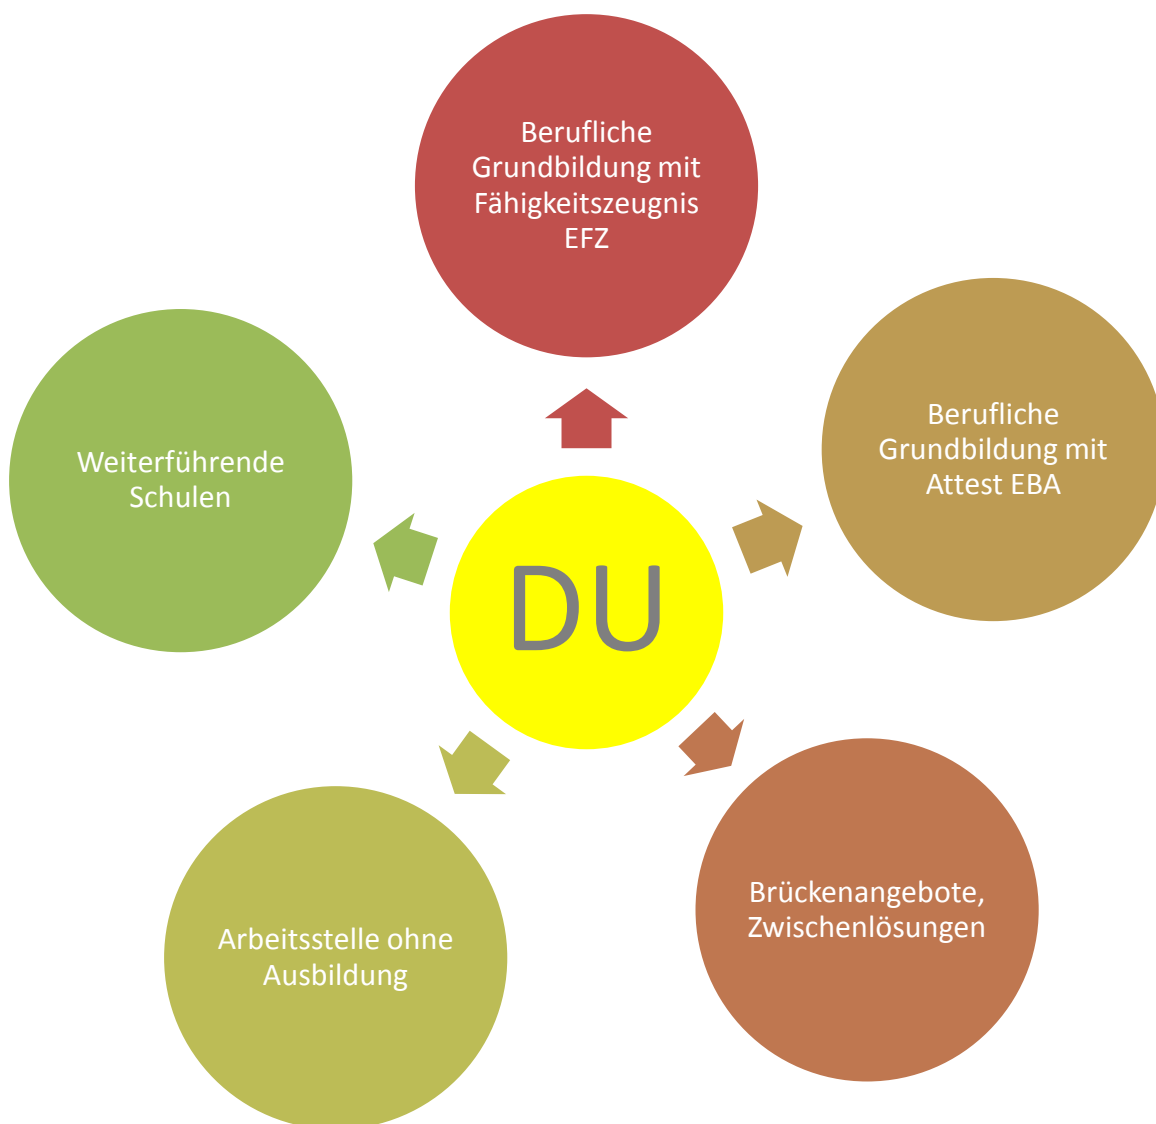 Berufliche
Grundbildung mit
Fähigkeitszeugnis
EFZ
Berufliche
Grundbildung mit
Attest EBA
Weiterführende
Schulen
DU
Brückenangebote,
Zwischenlösungen
Arbeitsstelle ohne
Ausbildung